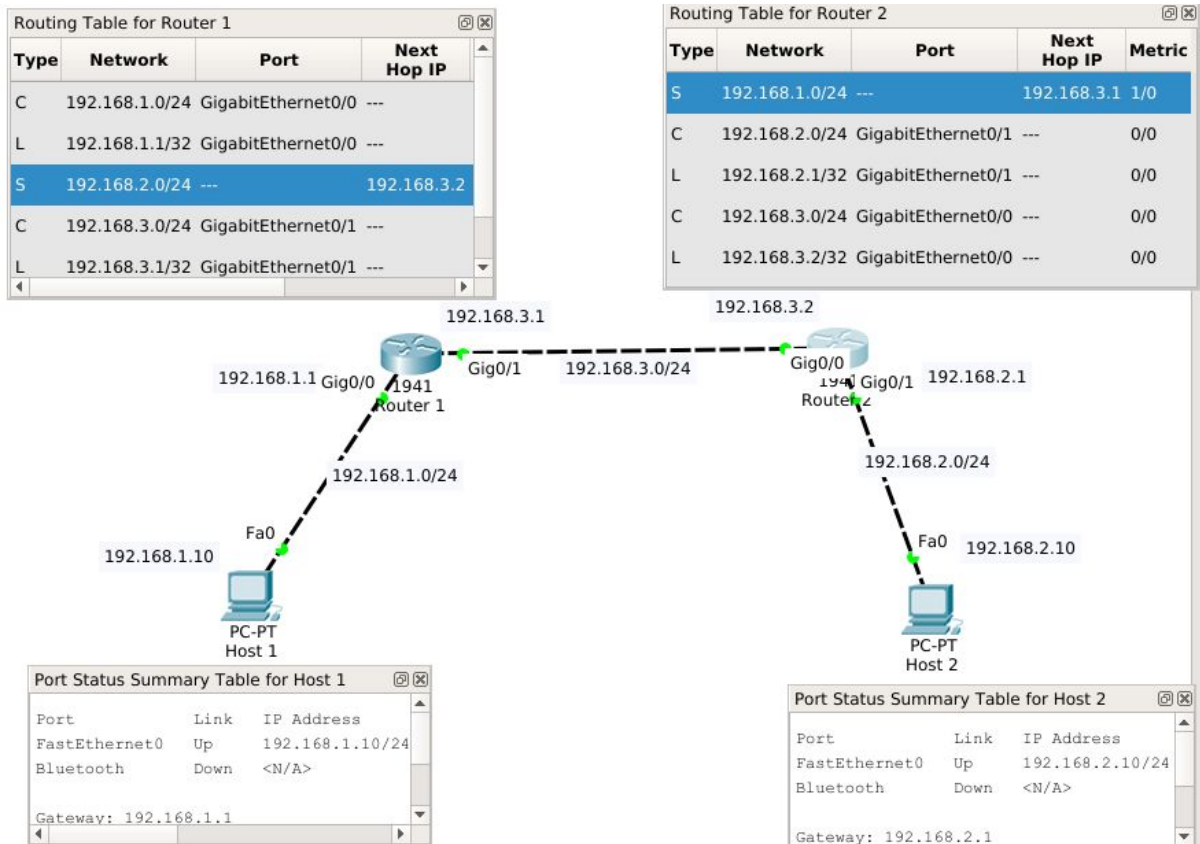 Routing Table for Router 1
Type Network Port Next Hop IP
C 192.168.1.0/24 GigabitEthernet0/0 ---
L 192.168.1.1/32 GigabitEthernet0/0 ---
S 192.168.2.0/24 --- 192.168.3.2
C 192.168.3.0/24 GigabitEthernet0/1 ---
L 192.168.3.1/32 GigabitEthernet0/1 ---
Routing Table for Router 2
Type Network Port Next Hop IP Metric
S 192.168.1.0/24 --- 192.168.3.1 1/0
C 192.168.2.0/24 GigabitEthernet0/1 --- 0/0
L 192.168.2.1/32 GigabitEthernet0/1 --- 0/0
C 192.168.3.0/24 GigabitEthernet0/0 --- 0/0
L 192.168.3.2/32 GigabitEthernet0/0 --- 0/0
192.168.3.1
192.168.3.2
192.168.1.1 Gig0/0
1941
Router 1
Gig0/1
192.168.3.0/24
Gig0/0
1941
Router 2
Gig0/1
192.168.2.1
192.168.1.0/24
192.168.2.0/24
Fa0
192.168.1.10
PC-PT
Host 1
Fa0
192.168.2.10
PC-PT
Host 2
Port Status Summary Table for Host 1
Port Link IP Address
FastEthernet0 Up 192.168.1.10/24
Bluetooth Down <N/A>
Gateway: 192.168.1.1
Port Status Summary Table for Host 2
Port Link IP Address
FastEthernet0 Up 192.168.2.10/24
Bluetooth Down <N/A>
Gateway: 192.168.2.1